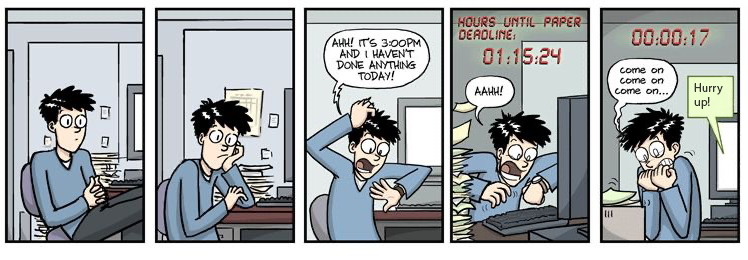 AHH! IT'S 3:00PM
AND I HAVEN'T
DONE ANYTHING
TODAY!
HOURS UNTIL PAPER
DEADLINE:
01:15:24
AAHH!
00:00:17
come on
come on
come on...
Hurry
up!